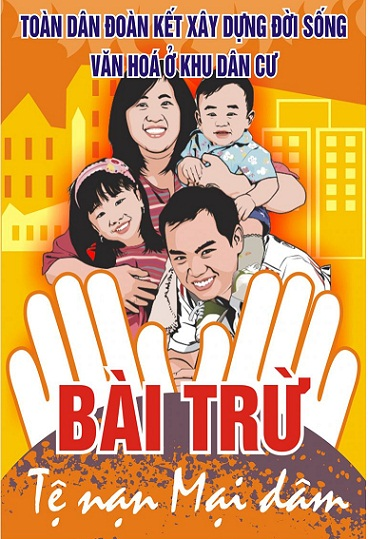 TOÀN DÂN ĐOÀN KẾT XÂY DỰNG ĐỜI SỐNG
VĂN HOÁ Ở KHU DÂN CƯ
BÀI TRỪ
Tệ nạn Mại dâm